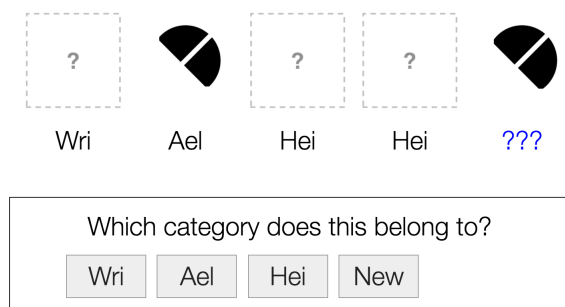 ? ? ?
Wri Ael Hei Hei ???
Which category does this belong to?
Wri Ael Hei New